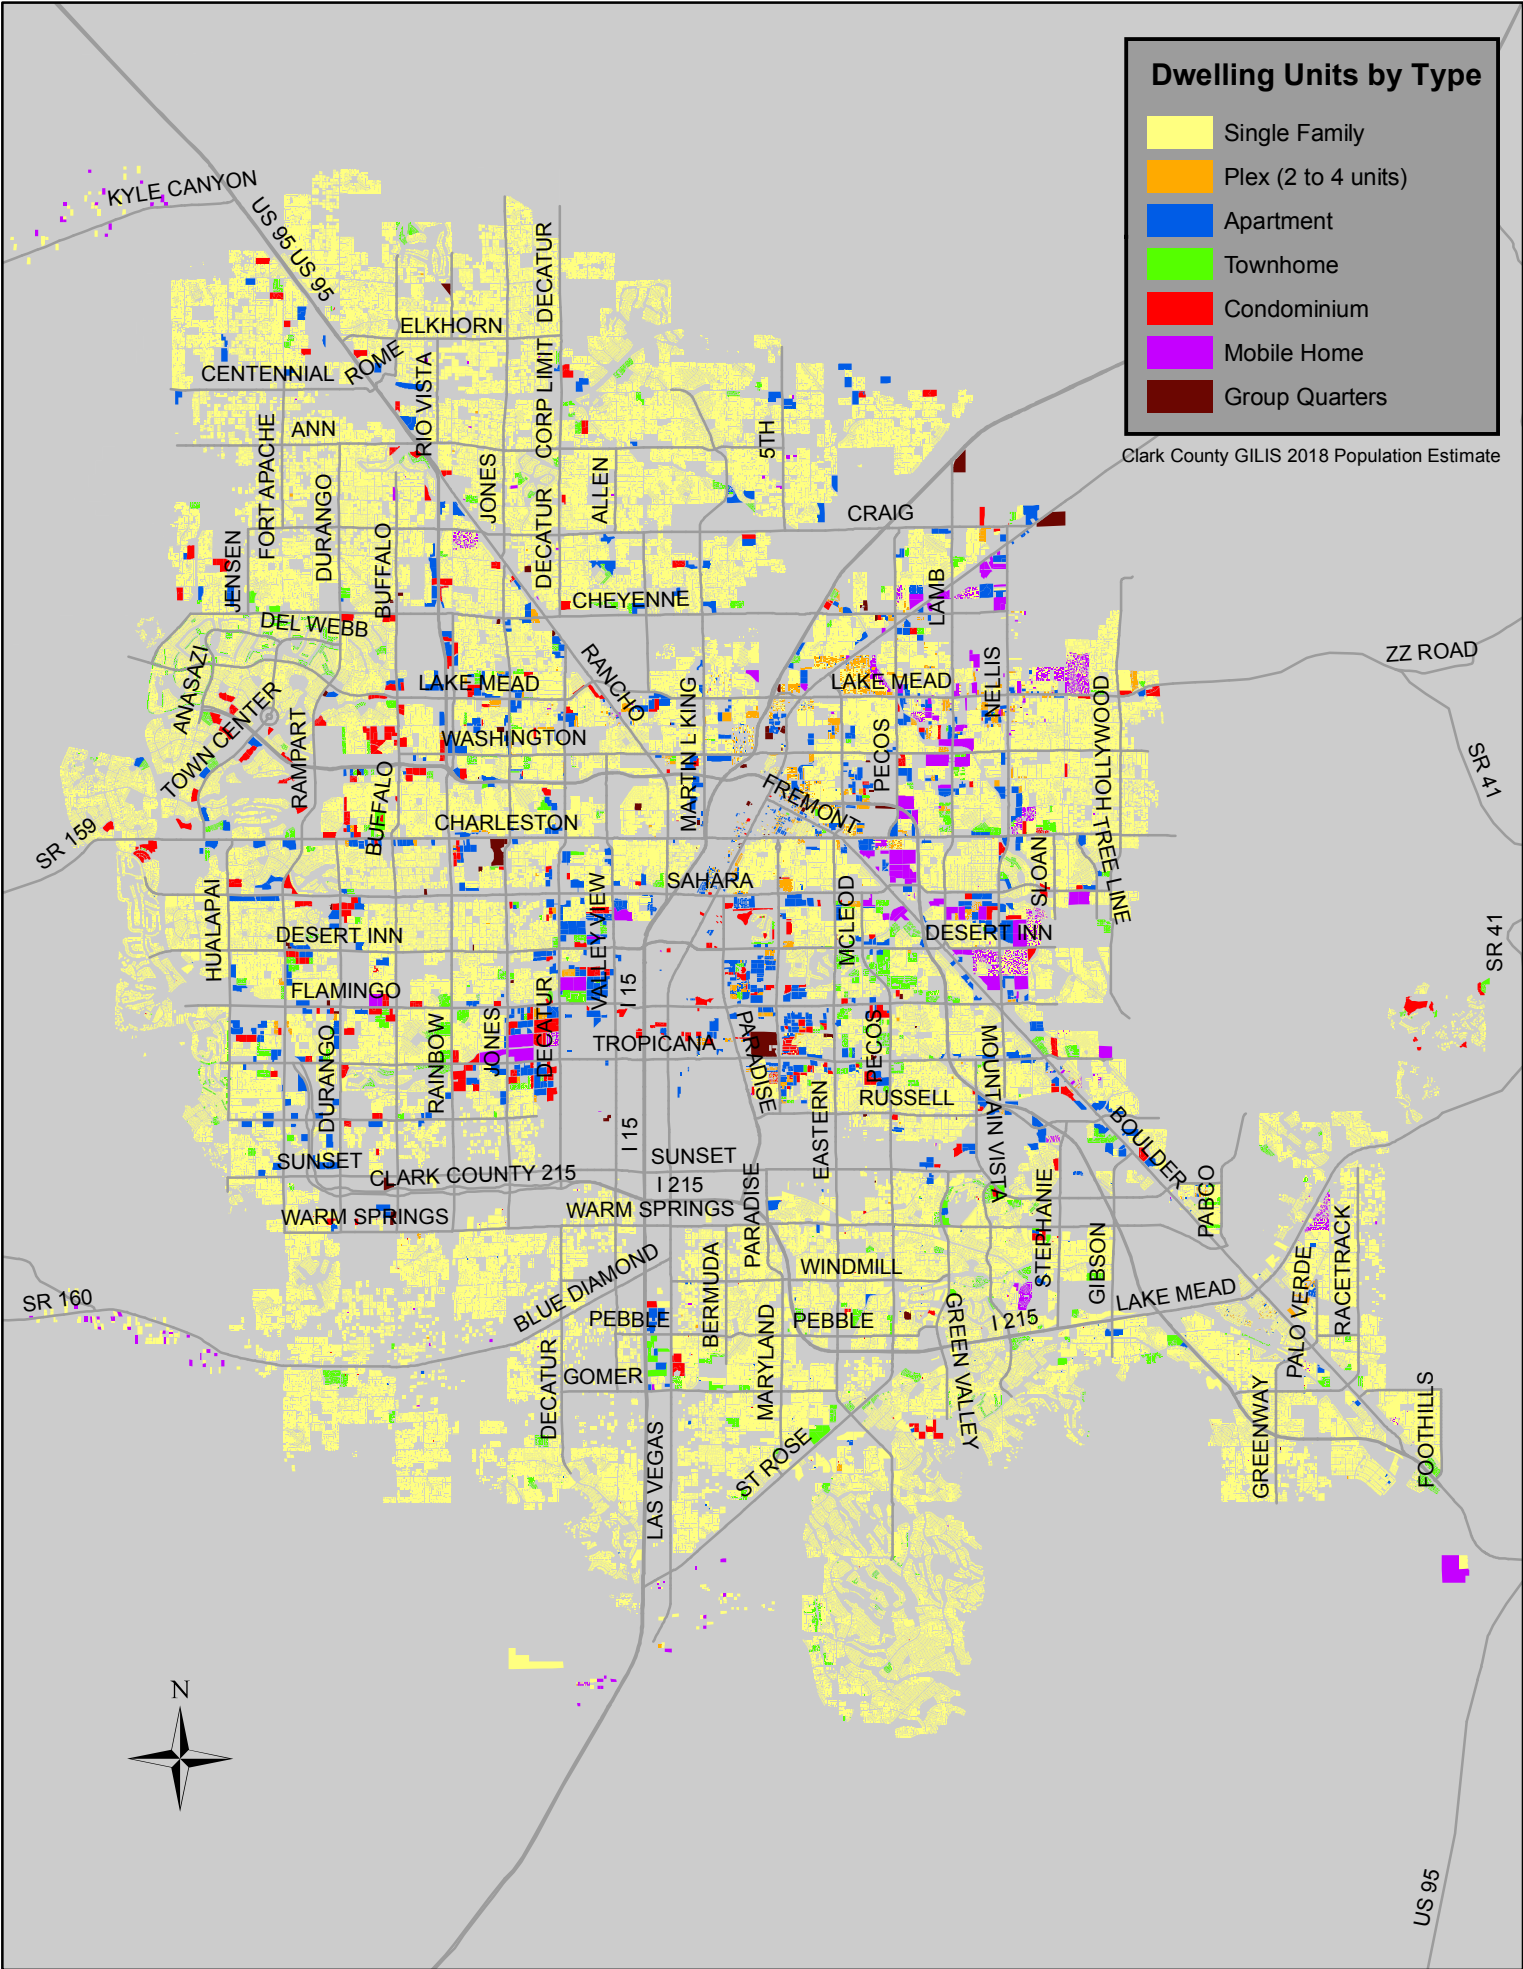 Dwelling Units by Type
Single Family
Plex (2 to 4 units)
Apartment
Townhome
Condominium
Mobile Home
Group Quarters
Clark County GILIS 2018 Population Estimate
KYLE CANYON
US 95
US 95
DECATUR
ELKHORN
ROME
CENTENNIAL
RIO VISTA
CORP LIMIT
ANN
5TH
FORT APACHE
DURANGO
JONES
ALLEN
DECATUR
CRAIG
BUFFALO
JENSEN
LAMB
CHEYENNE
DEL WEBB
ANASAZI
RANCHO
NELLIS
ZZ ROAD
LAKE MEAD
LAKE MEAD
TOWN CENTER
RAMPART
MARTIN L KING
WASHINGTON
PECOS
HOLLYWOOD
SR 41
FREMONT
BUFFALO
CHARLESTON
SR 159
TREE LINE
SLOAN
SAHARA
HUALAPAI
VALLEY VIEW
MCLEOD
DESERT INN
DESERT INN
SR 41
FLAMINGO
I 15
DECATUR
PARADISE
TROPICANA
PECOS
JONES
RAINBOW
DURANGO
MOUNTAIN VISTA
RUSSELL
EASTERN
BOULDER
I 15
SUNSET
SUNSET
CLARK COUNTY 215
I 215
PARADISE
STEPHANIE
PABCO
WARM SPRINGS
WARM SPRINGS
GIBSON
RACETRACK
BERMUDA
WINDMILL
BLUE DIAMOND
PALO VERDE
LAKE MEAD
SR 160
PEBBLE
PEBBLE
I 215
GREEN VALLEY
MARYLAND
GOMER
DECATUR
FOOTHILLS
GREENWAY
ST ROSE
LAS VEGAS
N
US 95